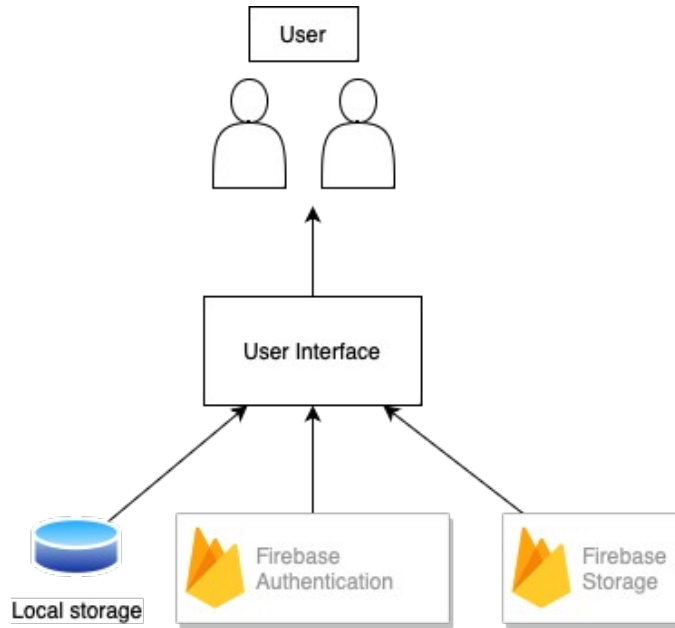 User
User Interface
Firebase
Authentication
Firebase
Storage
Local storage